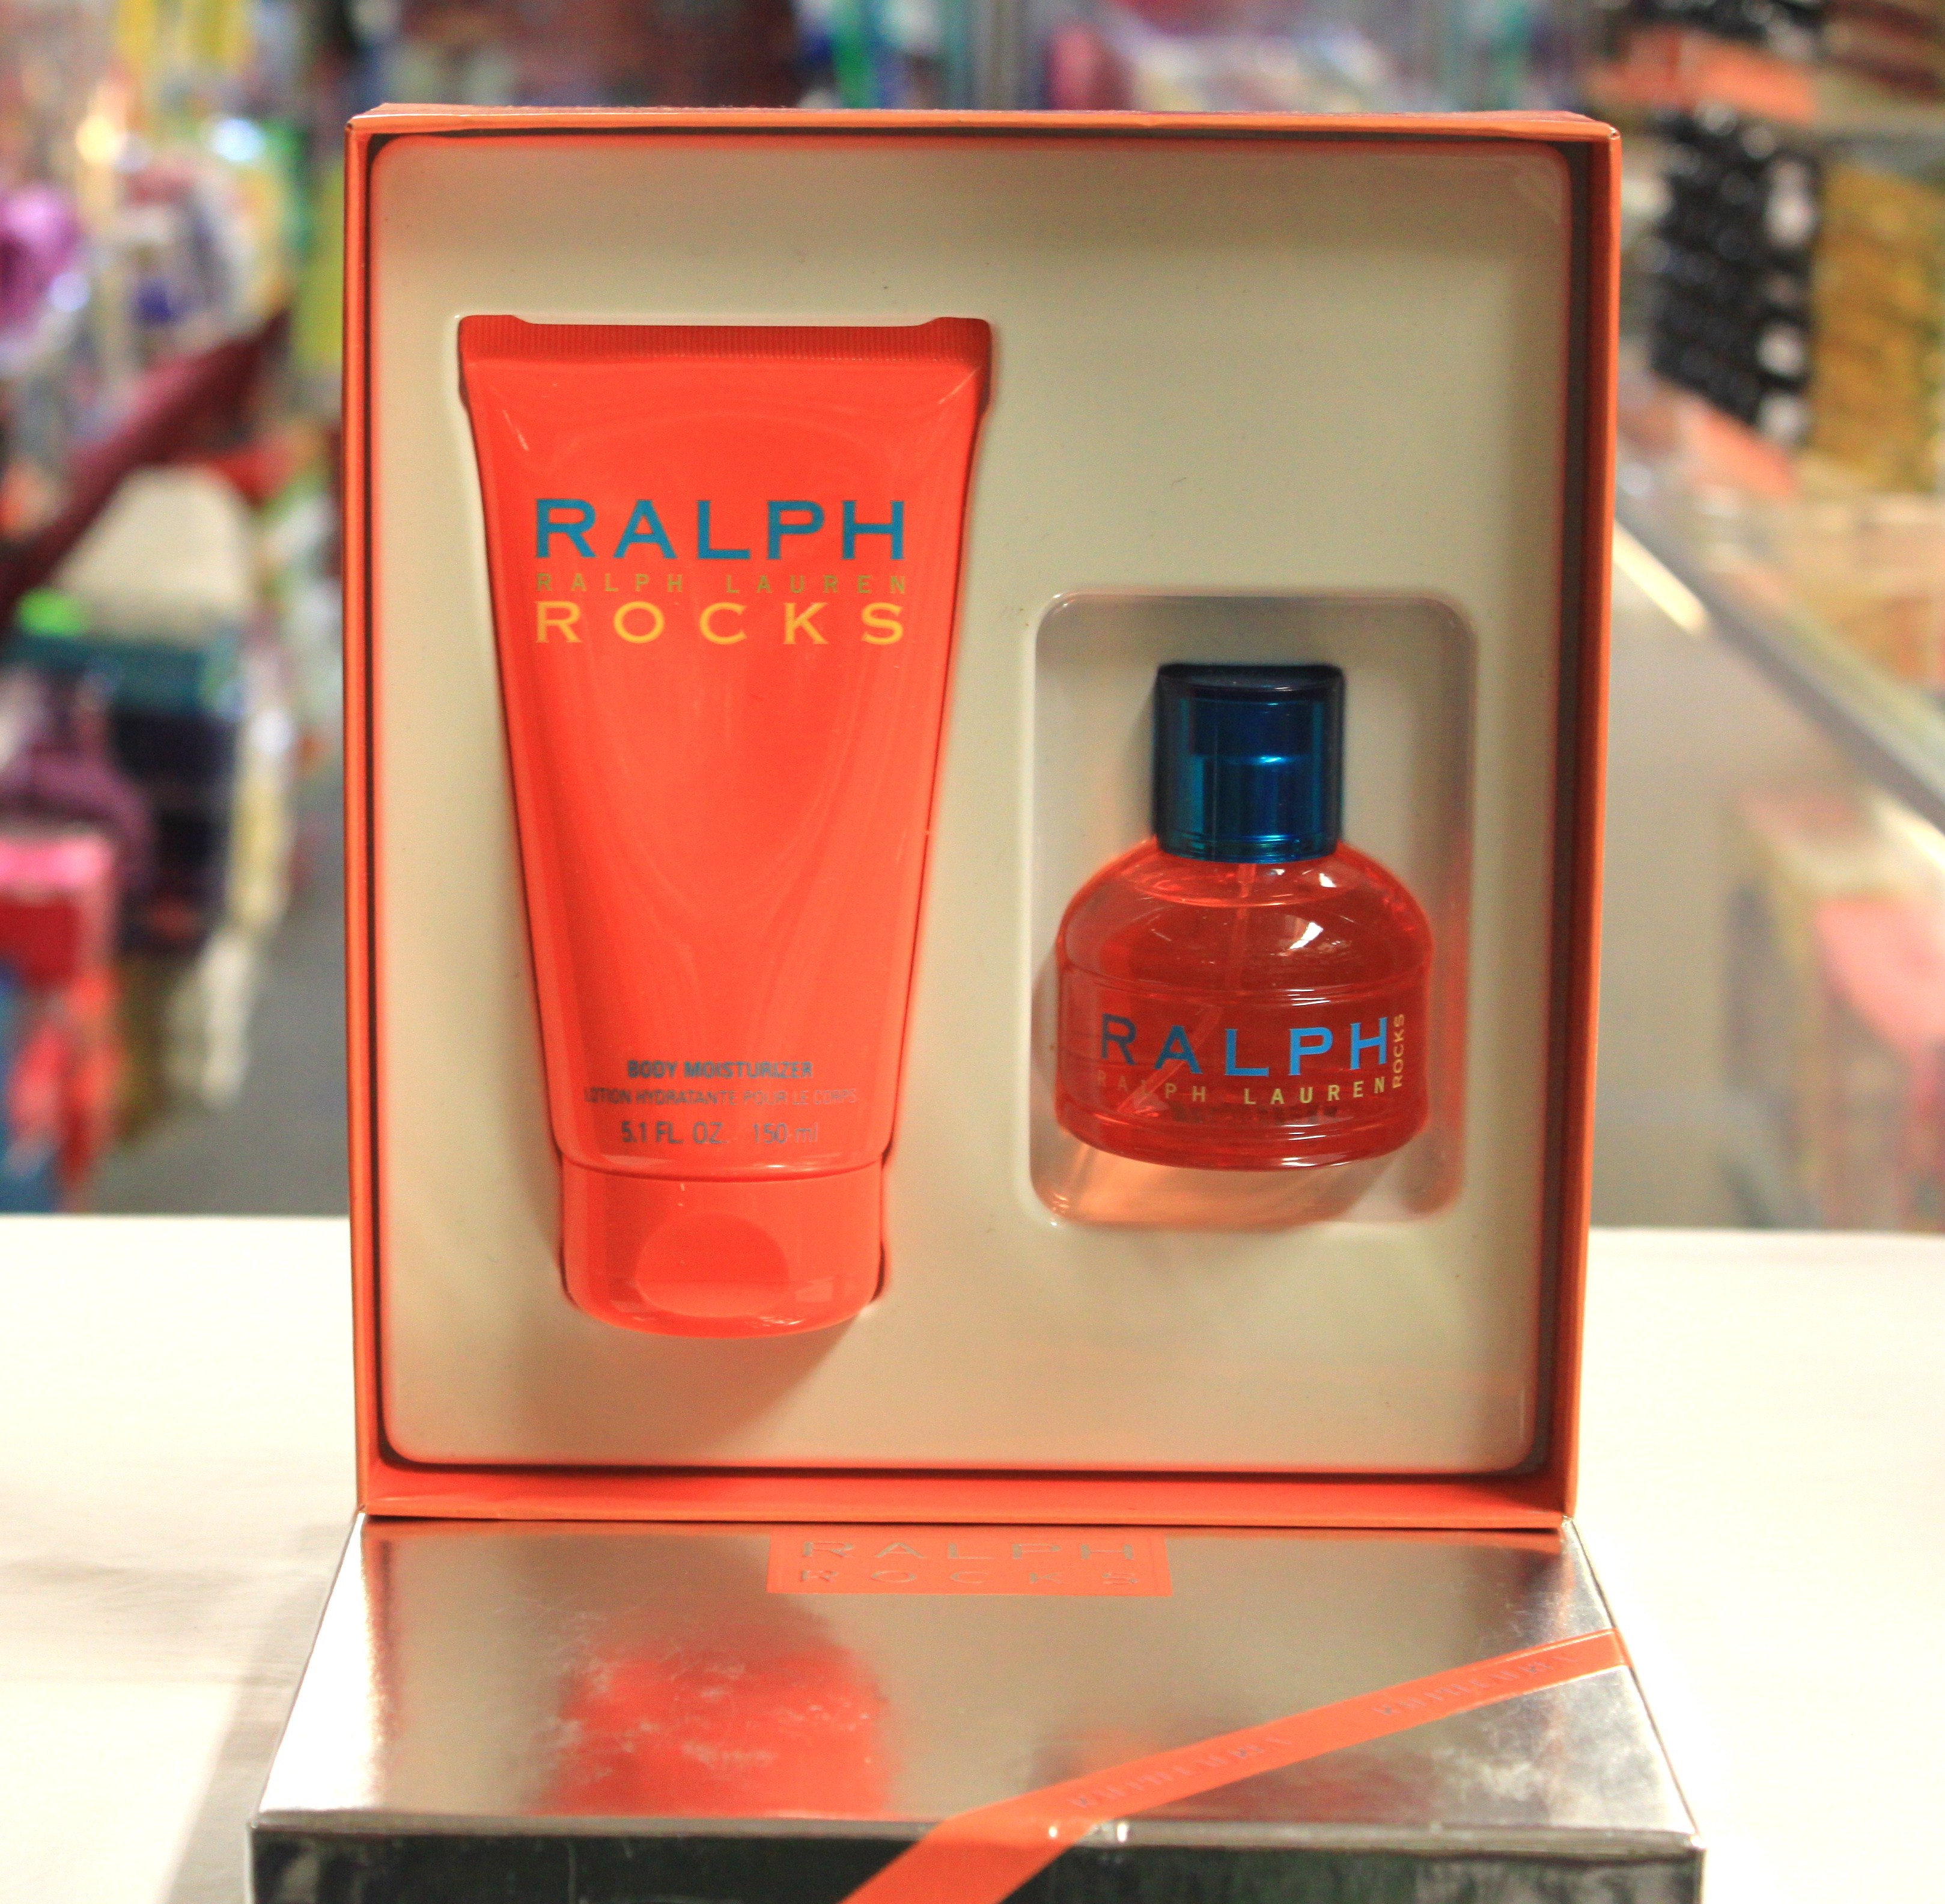 RALPH
RALPH LAUREN
ROCKS
BODY MOISTURIZER
LOTION HYDRATANTE POUR LE CORPS
5.1 FL. OZ. 150 ml
RALPH
RALPH LAUREN
ROCKS
RALPH
ROCKS